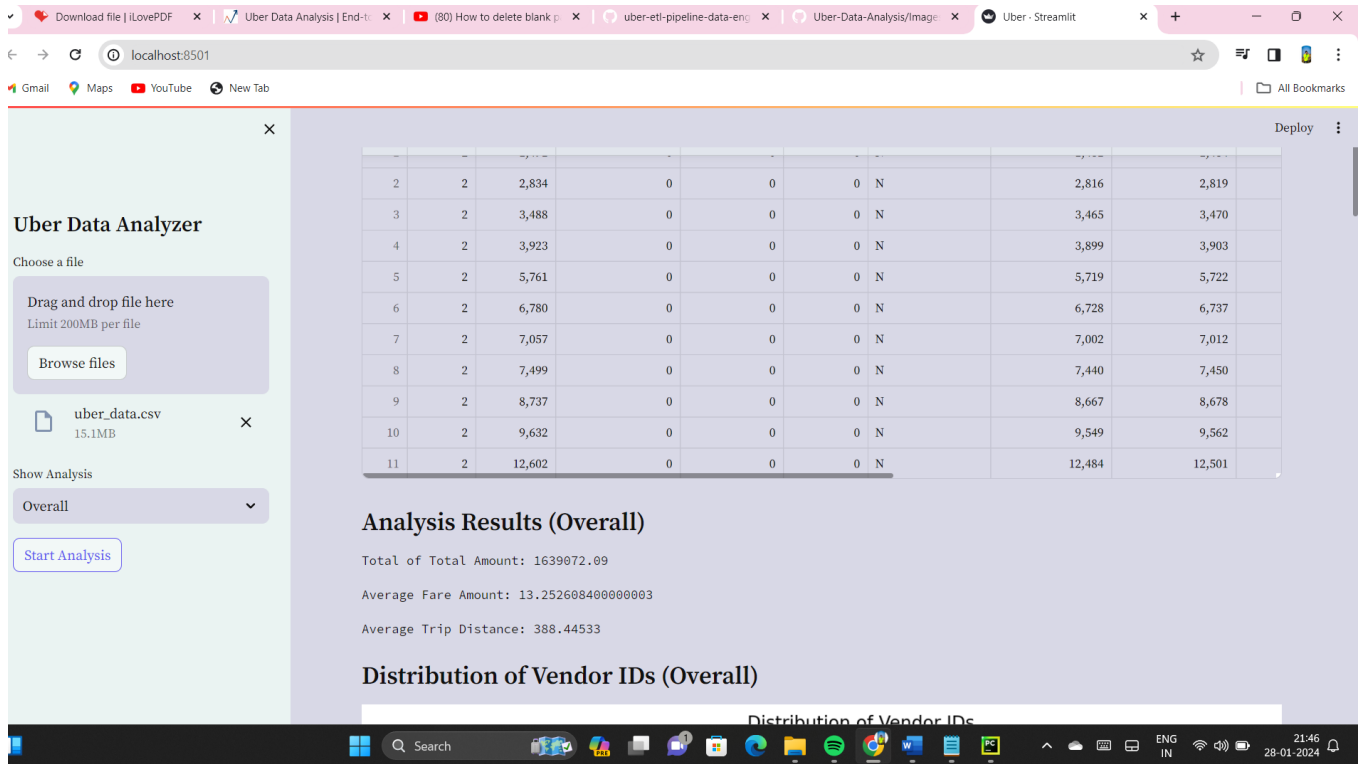 Download file | iLovePDF
Uber Data Analysis | End-to
(80) How to delete blank p
uber-etl-pipeline-data-eng
Uber-Data-Analysis/Image
Uber · Streamlit
localhost:8501
Gmail Maps YouTube New Tab All Bookmarks
Deploy
Uber Data Analyzer
Choose a file
Drag and drop file here
Limit 200MB per file
Browse files
uber_data.csv
15.1MB
Show Analysis
Overall
Start Analysis
2 2 2,834 0 0 0 N 2,816 2,819
3 2 3,488 0 0 0 N 3,465 3,470
4 2 3,923 0 0 0 N 3,899 3,903
5 2 5,761 0 0 0 N 5,719 5,722
6 2 6,780 0 0 0 N 6,728 6,737
7 2 7,057 0 0 0 N 7,002 7,012
8 2 7,499 0 0 0 N 7,440 7,450
9 2 8,737 0 0 0 N 8,667 8,678
10 2 9,632 0 0 0 N 9,549 9,562
11 2 12,602 0 0 0 N 12,484 12,501
Analysis Results (Overall)
Total of Total Amount: 1639072.09
Average Fare Amount: 13.252608400000003
Average Trip Distance: 388.44533
Distribution of Vendor IDs (Overall)
Distribution of Vendor IDs
Search
PRE
1
PC
ENG
IN
21:46
28-01-2024